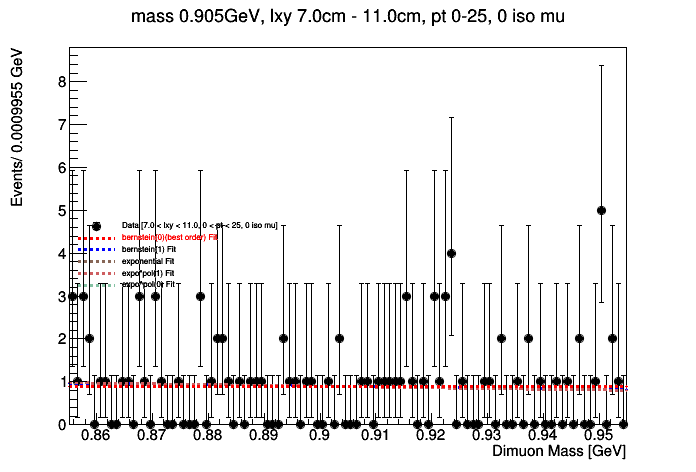 mass 0.905GeV, lxy 7.0cm - 11.0cm, pt 0-25, 0 iso mu
Events/ 0.0009955 GeV
8
7
6
5
4
3
2
1
0
Data [7.0 < lxy < 11.0, 0 < pt < 25, 0 iso mu]
bernstein[0](best order) Fit
bernstein(1) Fit
exponential Fit
expo*pol(1) Fit
0.86 0.87 0.88 0.89 0.9 0.91 0.92 0.93 0.94 0.95
Dimuon Mass [GeV]